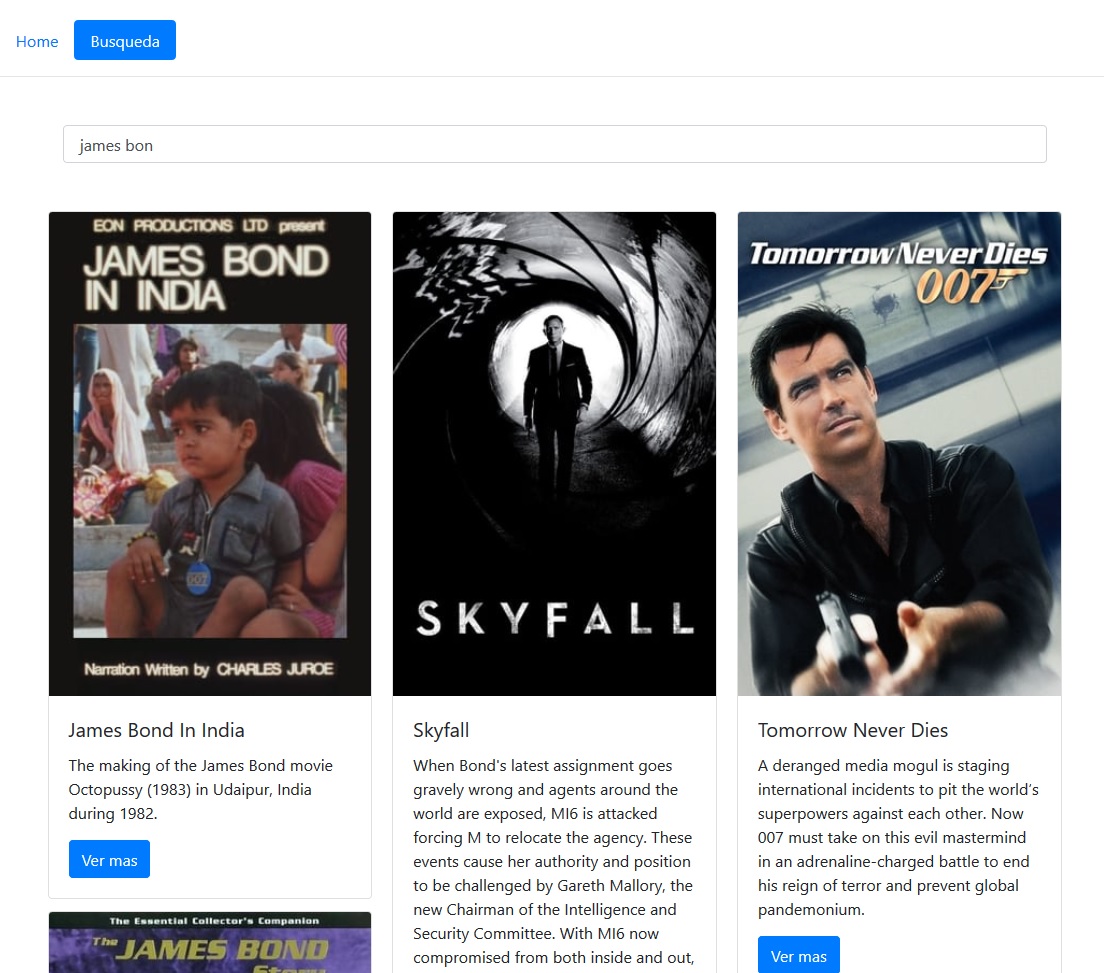 Home
Busqueda
james bon
EON PRODUCTIONS LTD present
JAMES BOND
IN INDIA
007
Narration Written by CHARLES JUROE
James Bond In India
The making of the James Bond movie
Octopussy (1983) in Udaipur, India
during 1982.
Ver mas
The Essential Collector's Companion
The JAMES BOND
Story
SKYFALL
Skyfall
When Bond's latest assignment goes
gravely wrong and agents around the
world are exposed, MI6 is attacked
forcing M to relocate the agency. These
events cause her authority and position
to be challenged by Gareth Mallory, the
new Chairman of the Intelligence and
Security Committee. With MI6 now
compromised from both inside and out,
Tomorrow Never Dies
007
Tomorrow Never Dies
A deranged media mogul is staging
international incidents to pit the world’s
superpowers against each other. Now
007 must take on this evil mastermind
in an adrenaline-charged battle to end
his reign of terror and prevent global
pandemonium.
Ver mas